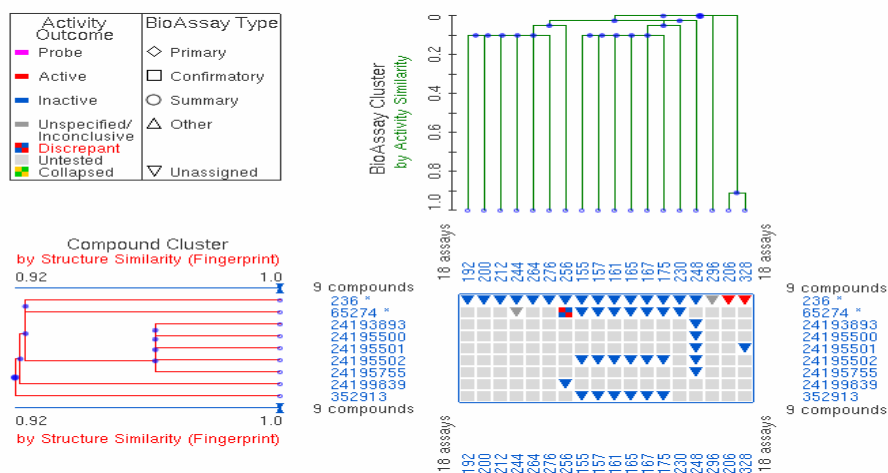 Activity Outcome
BioAssay Type
Probe
Primary
Active
Confirmatory
Inactive
Summary
Unspecified/
Inconclusive
Other
Discrepant
Untested
Collapsed
Unassigned
BioAssay Cluster
by Activity Similarity
0
0.2
0.4
0.6
0.8
1.0
Compound Cluster
by Structure Similarity (Fingerprint)
0.92 1.0
18 assays
192 200 212 244 264 276 256 155 157 161 165 167 175 230 248 296 206 328
18 assays
9 compounds
236 *
65274 *
24193893
24195500
24195501
24195502
24195755
24199839
352913
9 compounds
0.92 1.0
by Structure Similarity (Fingerprint)
9 compounds
236 *
65274 *
24193893
24195500
24195501
24195502
24195755
24199839
352913
9 compounds
18 assays
192 200 212 244 264 276 256 155 157 161 165 167 175 230 248 296 206 328
18 assays